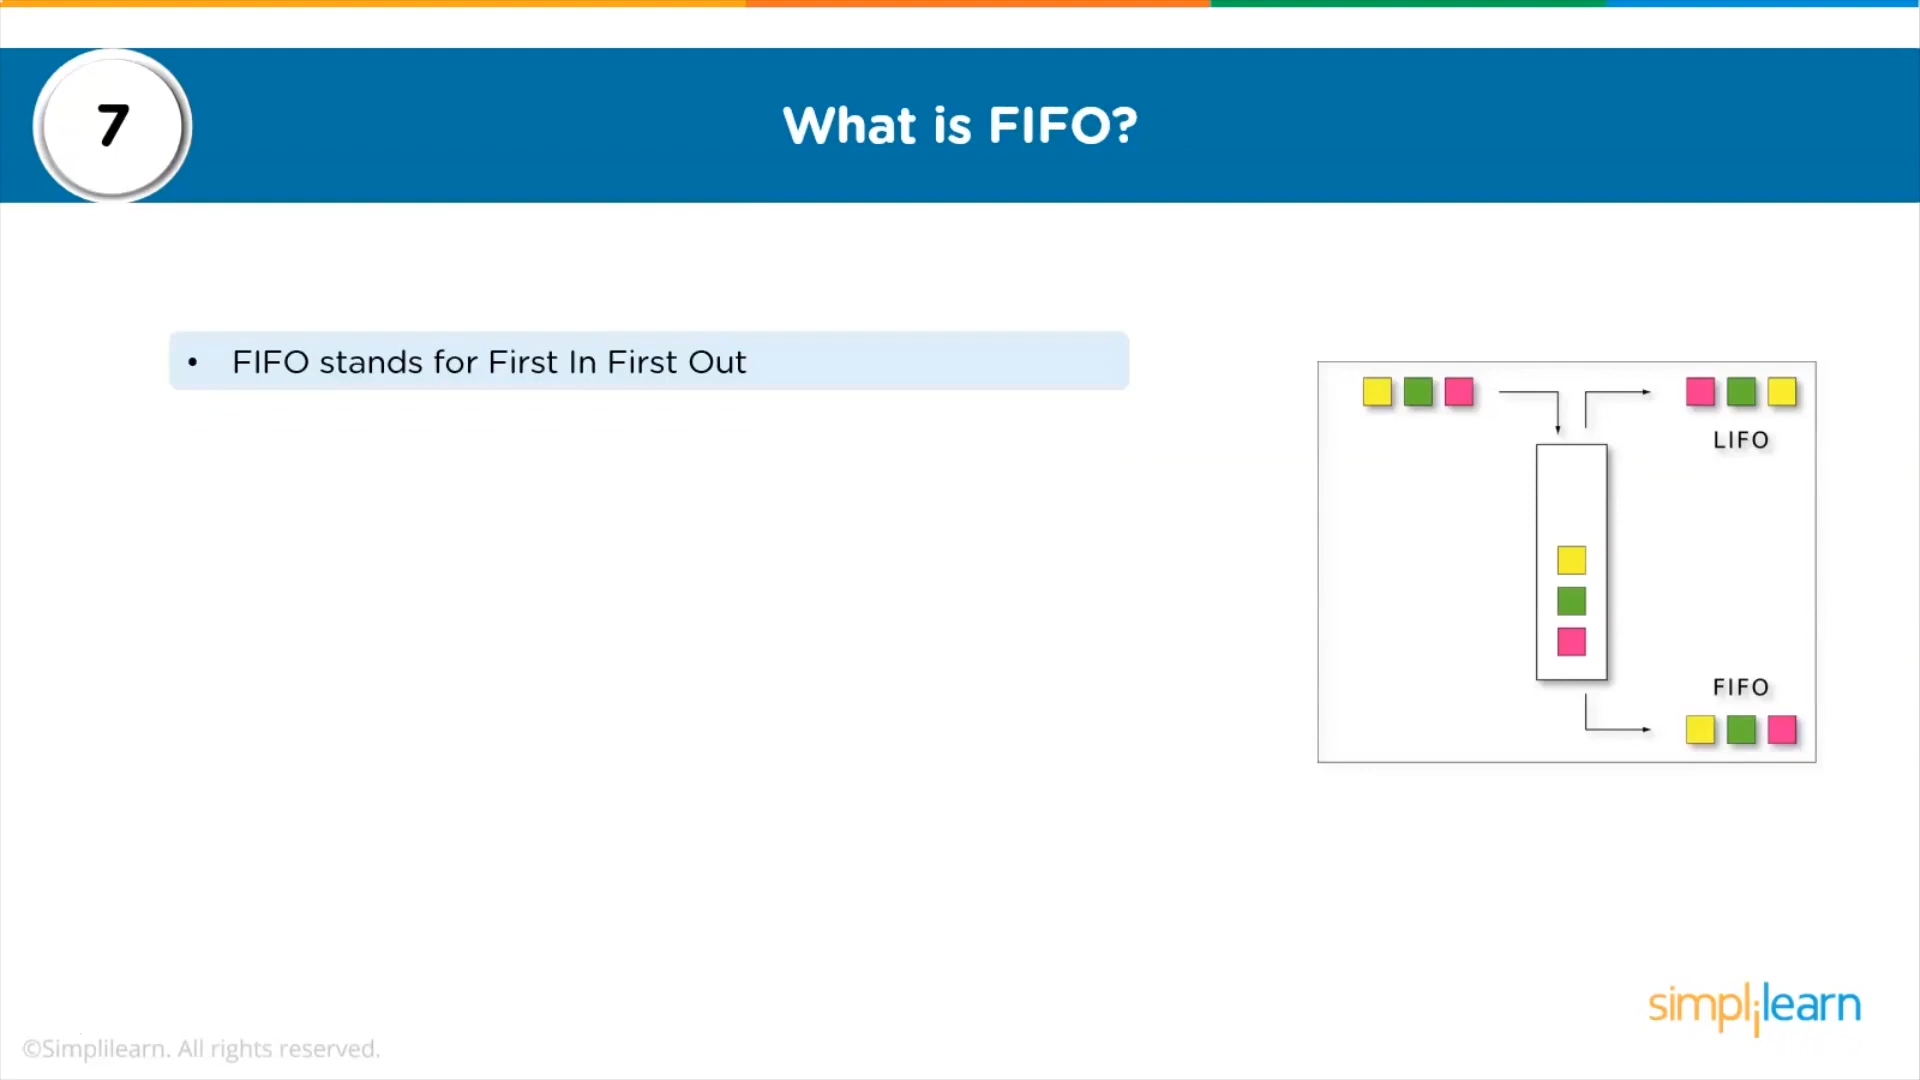 7
What is FIFO?
• FIFO stands for First In First Out
LIFO
FIFO
simplilearn
©Simplilearn. All rights reserved.